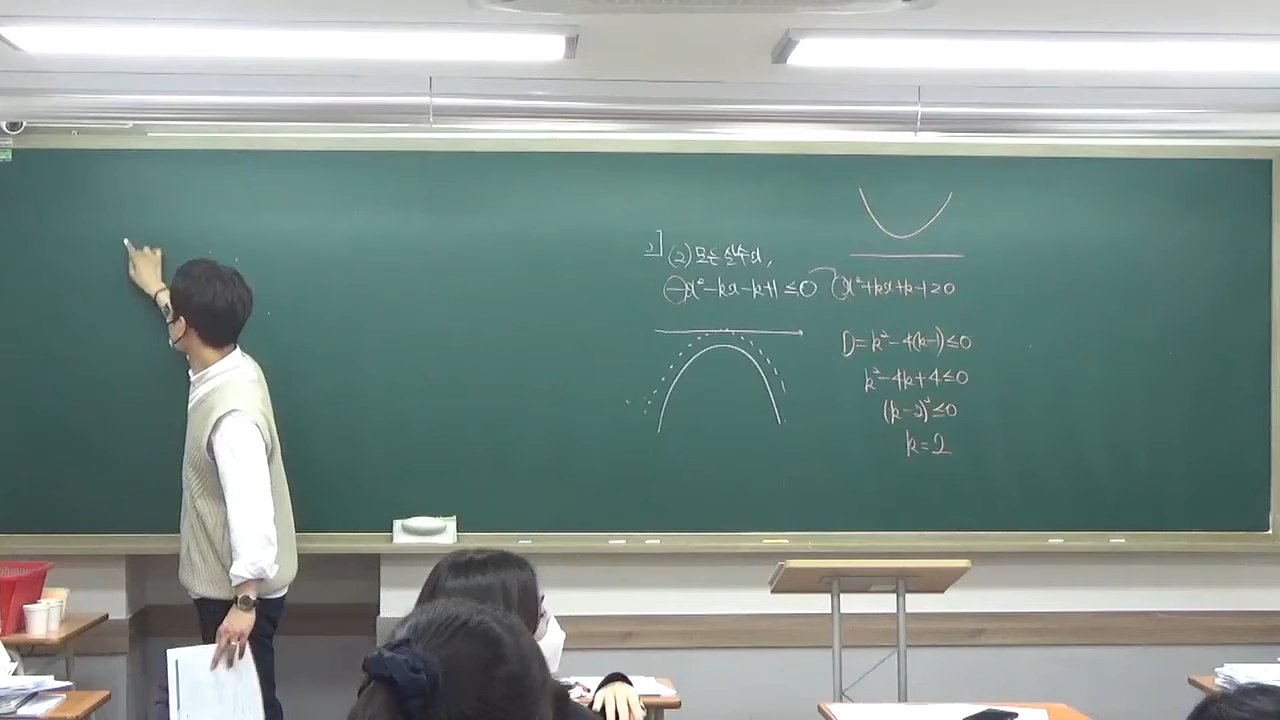 2] (2) 모든 실수 x,
-x²-kx-k+1≤0
x²+kx+k-1≥0
D=k²-4(k-1)≤0
k²-4k+4≤0
(k-2)²≤0
k=2